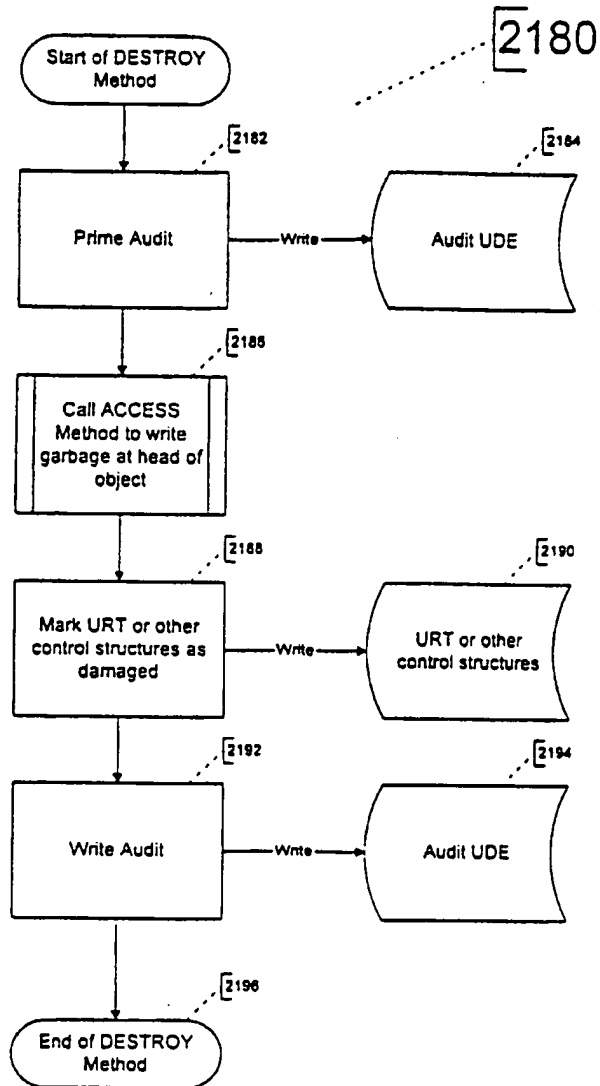 2180
Start of DESTROY
Method
2182
2184
Prime Audit
Write
Audit UDE
2186
Call ACCESS
Method to write
garbage at head of
object
2188
2190
Mark URT or other
control structures as
damaged
Write
URT or other
control structures
2192
2194
Write Audit
Write
Audit UDE
2196
End of DESTROY
Method